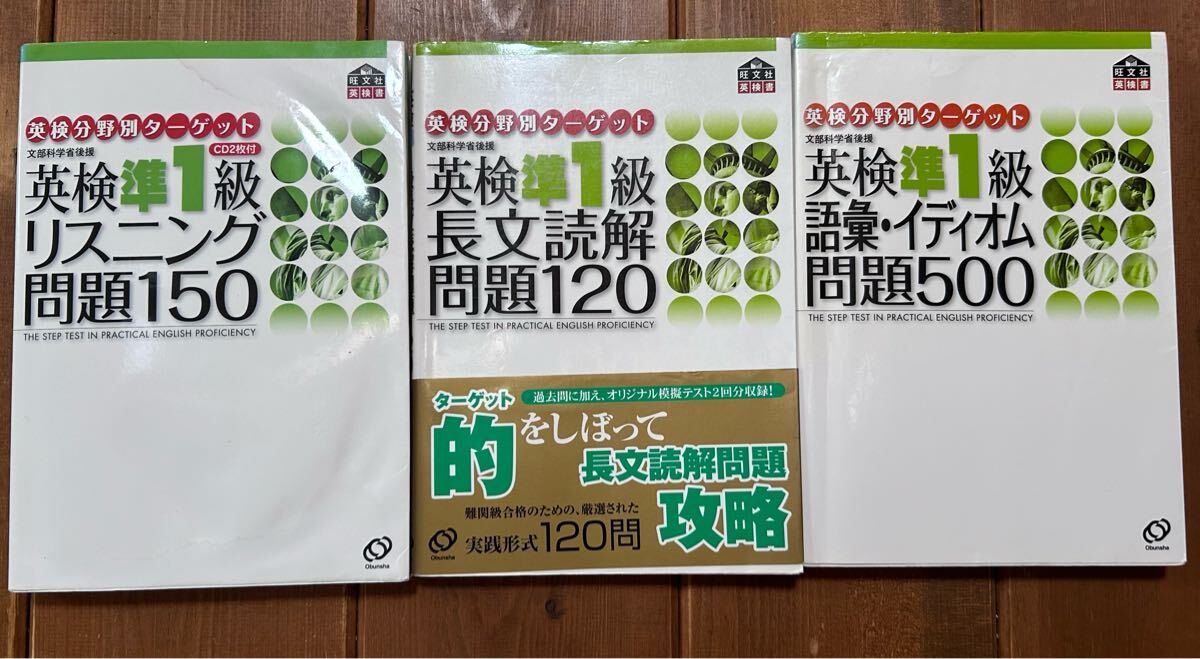 旺文社
英検書
英検分野別ターゲット
文部科学省後援
CD2枚付
英検準1級
リスニング
問題150
THE STEP TEST IN PRACTICAL ENGLISH PROFICIENCY
Obunsha
旺文社
英検書
英検分野別ターゲット
文部科学省後援
英検準1級
長文読解
問題120
THE STEP TEST IN PRACTICAL ENGLISH PROFICIENCY
過去問に加え、オリジナル模擬テスト2回分収録!
ターゲット
的をしぼって
長文読解問題
攻略
難関級合格のための、厳選された
実践形式120問
Obunsha
旺文社
英検書
英検分野別ターゲット
文部科学省後援
英検準1級
語彙・イディオム
問題500
THE STEP TEST IN PRACTICAL ENGLISH PROFICIENCY
Obunsha